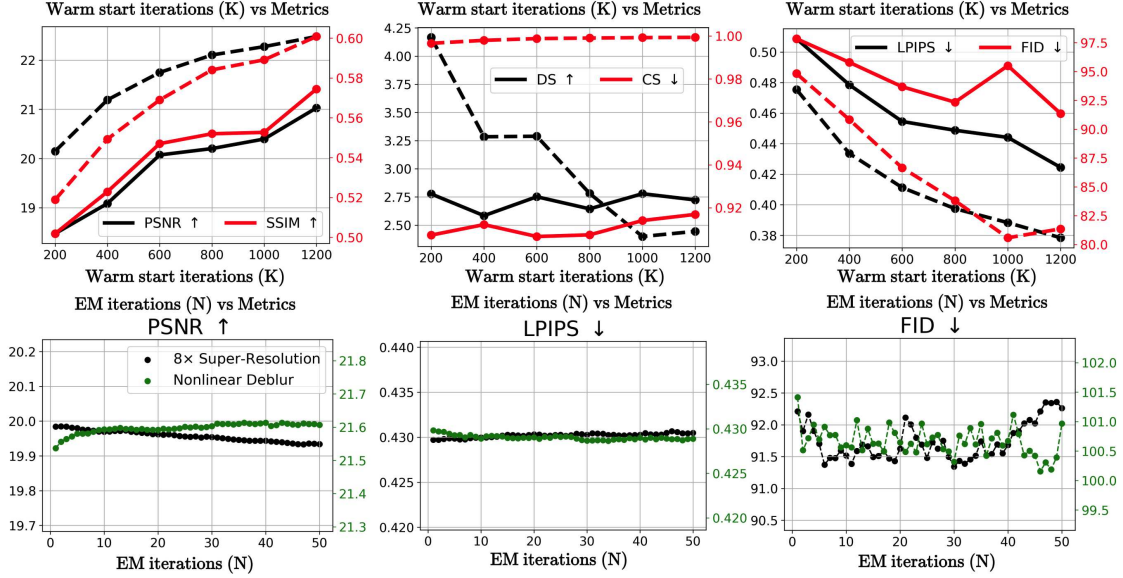 Warm start iterations (K) vs Metrics
22
21
20
19
0.60
0.58
0.56
0.54
0.52
0.50
PSNR ↑
SSIM ↑
200 400 600 800 1000 1200
Warm start iterations (K)
Warm start iterations (K) vs Metrics
4.25
4.00
3.75
3.50
3.25
3.00
2.75
2.50
1.00
0.98
0.96
0.94
0.92
DS ↑
CS ↓
200 400 600 800 1000 1200
Warm start iterations (K)
Warm start iterations (K) vs Metrics
0.50
0.48
0.46
0.44
0.42
0.40
0.38
97.5
95.0
92.5
90.0
87.5
85.0
82.5
80.0
LPIPS ↓
FID ↓
200 400 600 800 1000 1200
Warm start iterations (K)
EM iterations (N) vs Metrics
PSNR ↑
20.2
20.1
20.0
19.9
19.8
19.7
21.8
21.7
21.6
21.5
21.4
21.3
8× Super-Resolution
Nonlinear Deblur
0 10 20 30 40 50
EM iterations (N)
EM iterations (N) vs Metrics
LPIPS ↓
0.440
0.435
0.430
0.425
0.420
0.435
0.430
0.429
0.420
0 10 20 30 40 50
EM iterations (N)
EM iterations (N) vs Metrics
FID ↓
93.0
92.5
92.0
91.5
91.0
90.5
102.0
101.5
101.0
100.5
100.0
99.5
0 10 20 30 40 50
EM iterations (N)